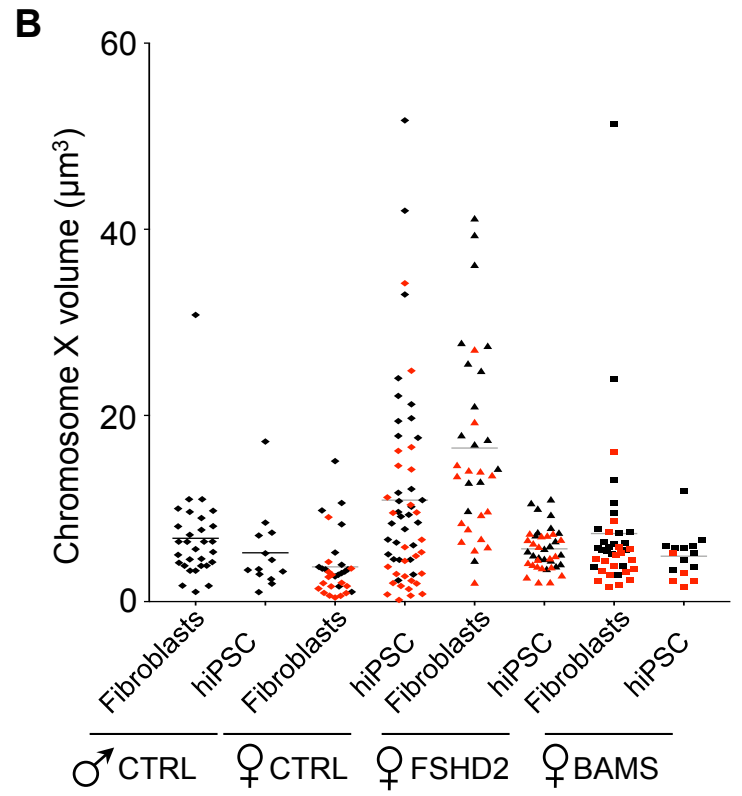 B
Chromosome X volume (µm³)
60
40
20
0
Fibroblasts
hiPSC
Fibroblasts
hiPSC
Fibroblasts
hiPSC
Fibroblasts
hiPSC
♂ CTRL
♀ CTRL
♀ FSHD2
♀ BAMS